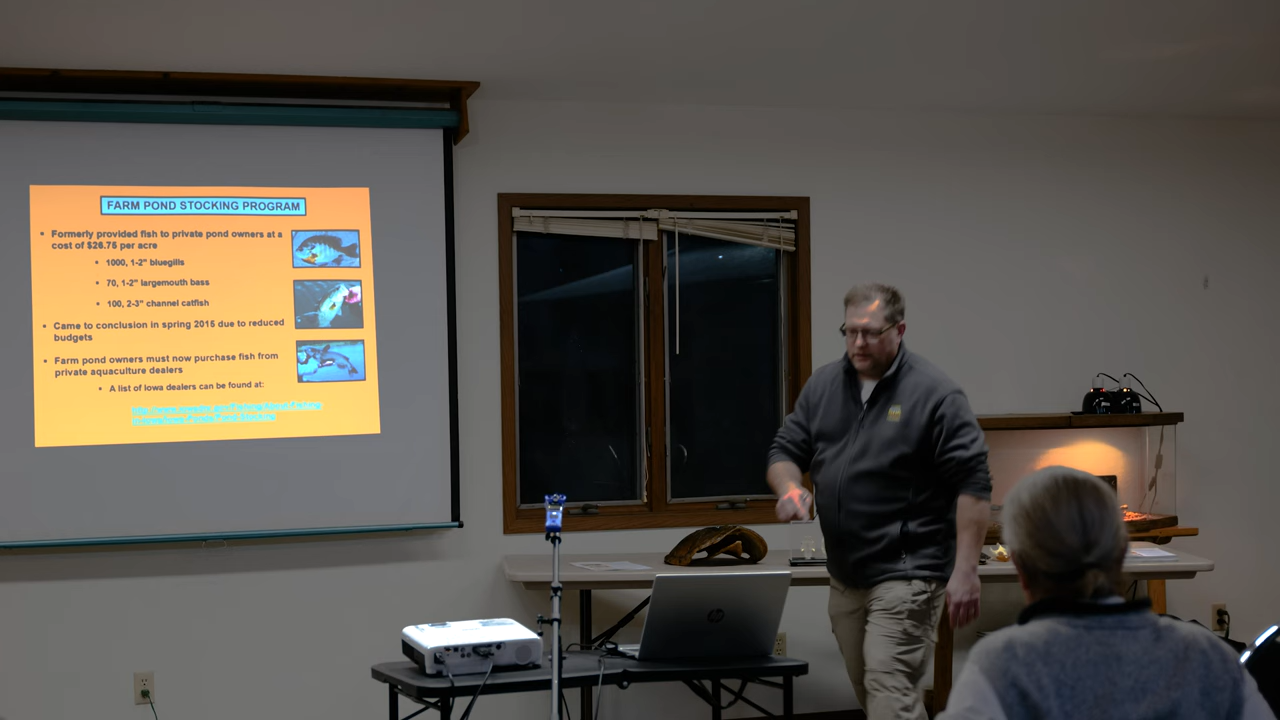 FARM POND STOCKING PROGRAM
• Formerly provided fish to private pond owners at a
cost of $26.75 per acre
• 1000, 1-2" bluegills
• 70, 1-2" largemouth bass
• 100, 2-3" channel catfish
• Came to conclusion in spring 2015 due to reduced
budgets
• Farm pond owners must now purchase fish from
private aquaculture dealers
• A list of Iowa dealers can be found at:
hp